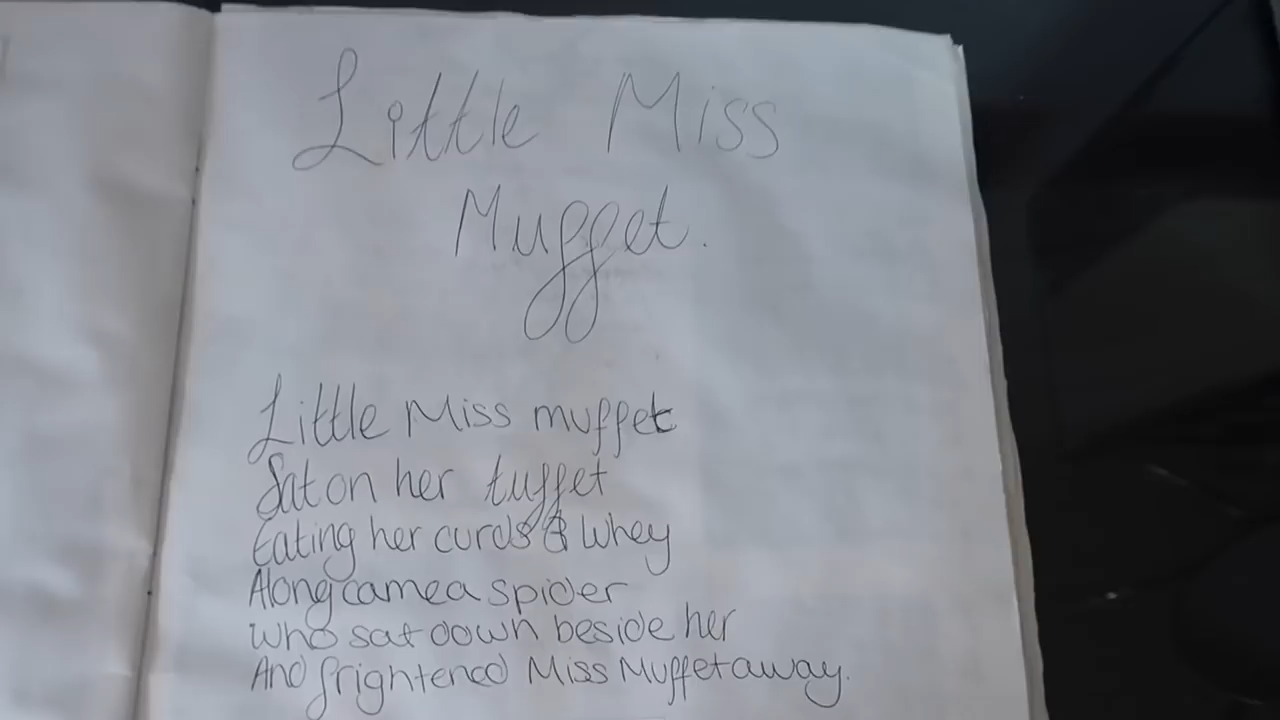 Little Miss
Muffet.
Little Miss muffet
Sat on her tuffet
Eating her curds & whey
Along came a spider
who sat down beside her
And frightened Miss Muffet away.